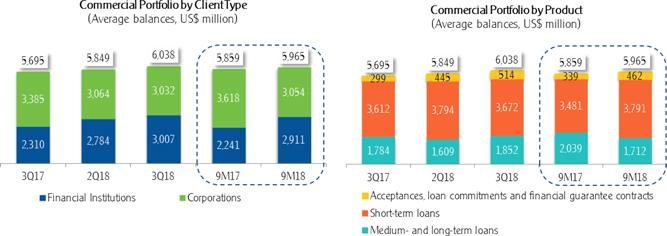 Commercial Portfolio by Client Type
(Average balances, US$ million)
5,695 5,849 6,038 5,859 5,965
3,385 3,064 3,032 3,618 3,054
2,310 2,784 3,007 2,241 2,911
3Q17 2Q18 3Q18 9M17 9M18
Financial Institutions Corporations
Commercial Portfolio by Product
(Average balances, US$ million)
5,695 5,849 6,038 5,859 5,965
299 445 514 339 462
3,612 3,794 3,672 3,481 3,791
1,784 1,609 1,852 2,039 1,712
3Q17 2Q18 3Q18 9M17 9M18
Acceptances, loan commitments and financial guarantee contracts
Short-term loans
Medium- and long-term loans